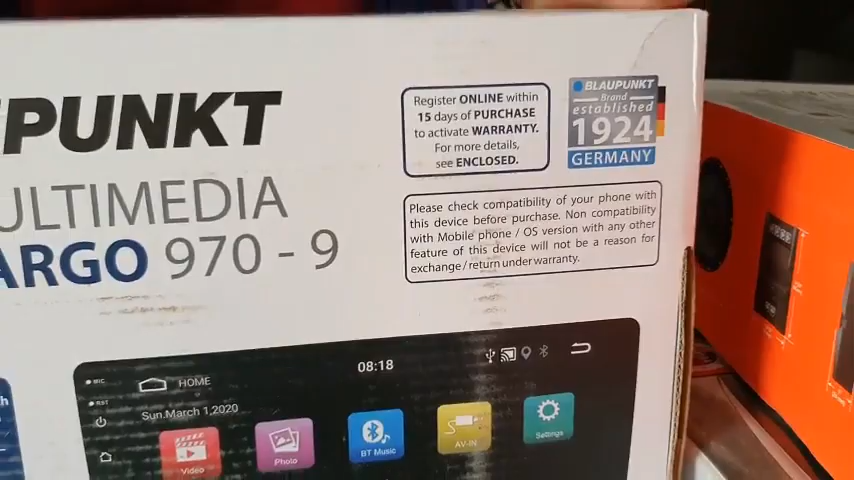 PUNKT
Register ONLINE within
15 days of PURCHASE
to activate WARRANTY.
For more details,
see ENCLOSED.
BLAUPUNKT
Brand
established
1924
GERMANY
ULTIMEDIA
ARGO 970 - 9
Please check compatibility of your phone with
this device before purchase. Non compatibility
with Mobile phone / OS version with any other
feature of this device will not be a reason for
exchange/return under warranty.
MIC
HOME
08:18
RST
Sun.March 1,2020
Video
Photo
BT Music
AV-IN
Settings